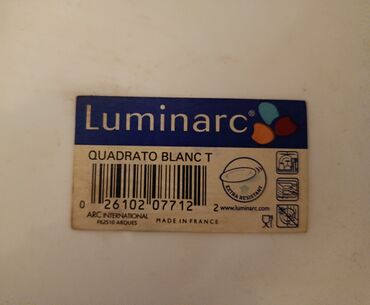 Luminarc®
QUADRATO BLANC T
EXTRA RESISTANT
0 26102 07712 2
www.luminarc.com
ARC INTERNATIONAL
F62510 ARQUES
MADE IN FRANCE